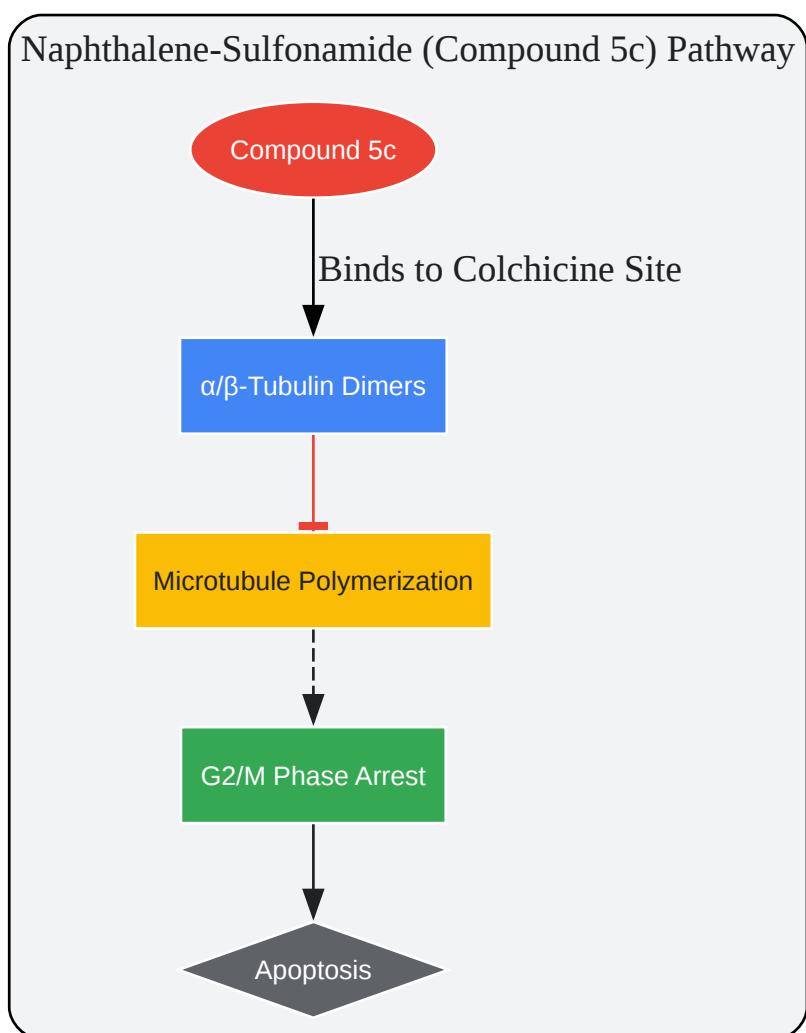 Naphthalene-Sulfonamide (Compound 5c) Pathway
Compound 5c
Binds to Colchicine Site
α/β-Tubulin Dimers
Microtubule Polymerization
G2/M Phase Arrest
Apoptosis